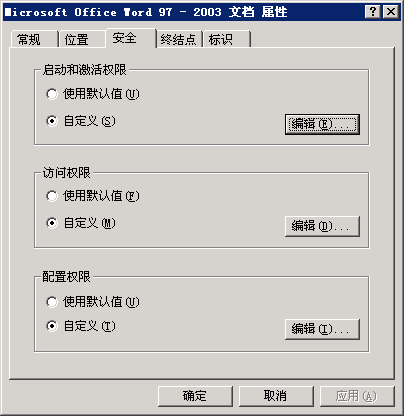 Microsoft Office Word 97 - 2003 文档 属性
常规 位置 安全 终结点 标识
启动和激活权限
使用默认值(U)
自定义(S)
编辑(E)...
访问权限
使用默认值(F)
自定义(M)
编辑(D)...
配置权限
使用默认值(U)
自定义(T)
编辑(I)...
确定 取消 应用(A)